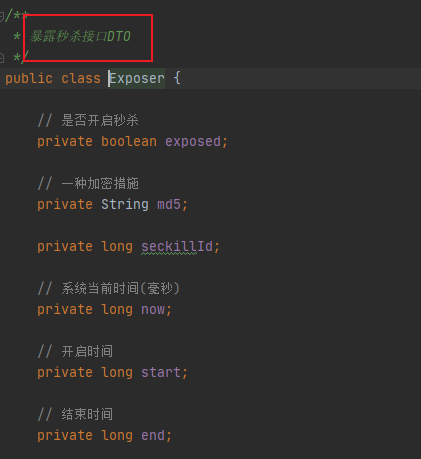 /**
* 暴露秒杀接口DTO
*/
public class Exposer {
// 是否开启秒杀
private boolean exposed;
// 一种加密措施
private String md5;
private long seckillId;
// 系统当前时间(毫秒)
private long now;
// 开启时间
private long start;
// 结束时间
private long end;